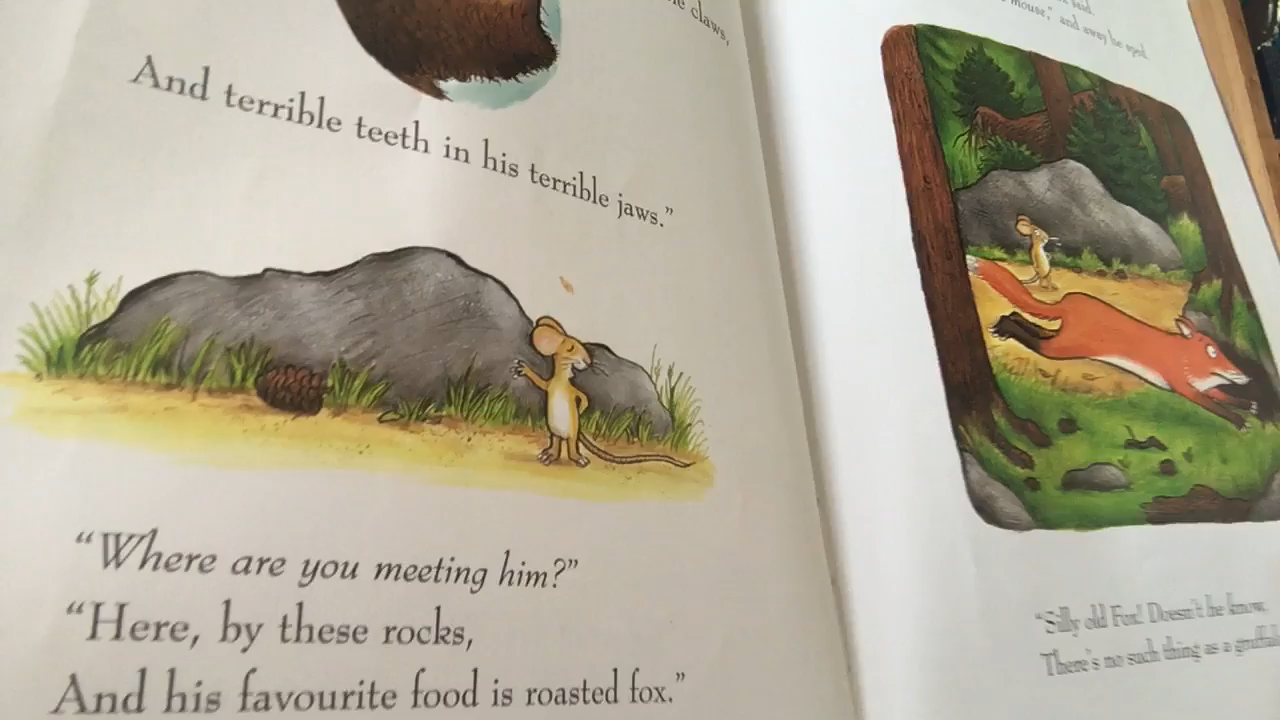 claws,
And terrible teeth in his terrible jaws.”
“Where are you meeting him?”
“Here, by these rocks,
And his favourite food is roasted fox.”
said.
mouse,” and away he sped.
“Silly old Fox! Doesn't he know,
There's no such thing as a gruffal